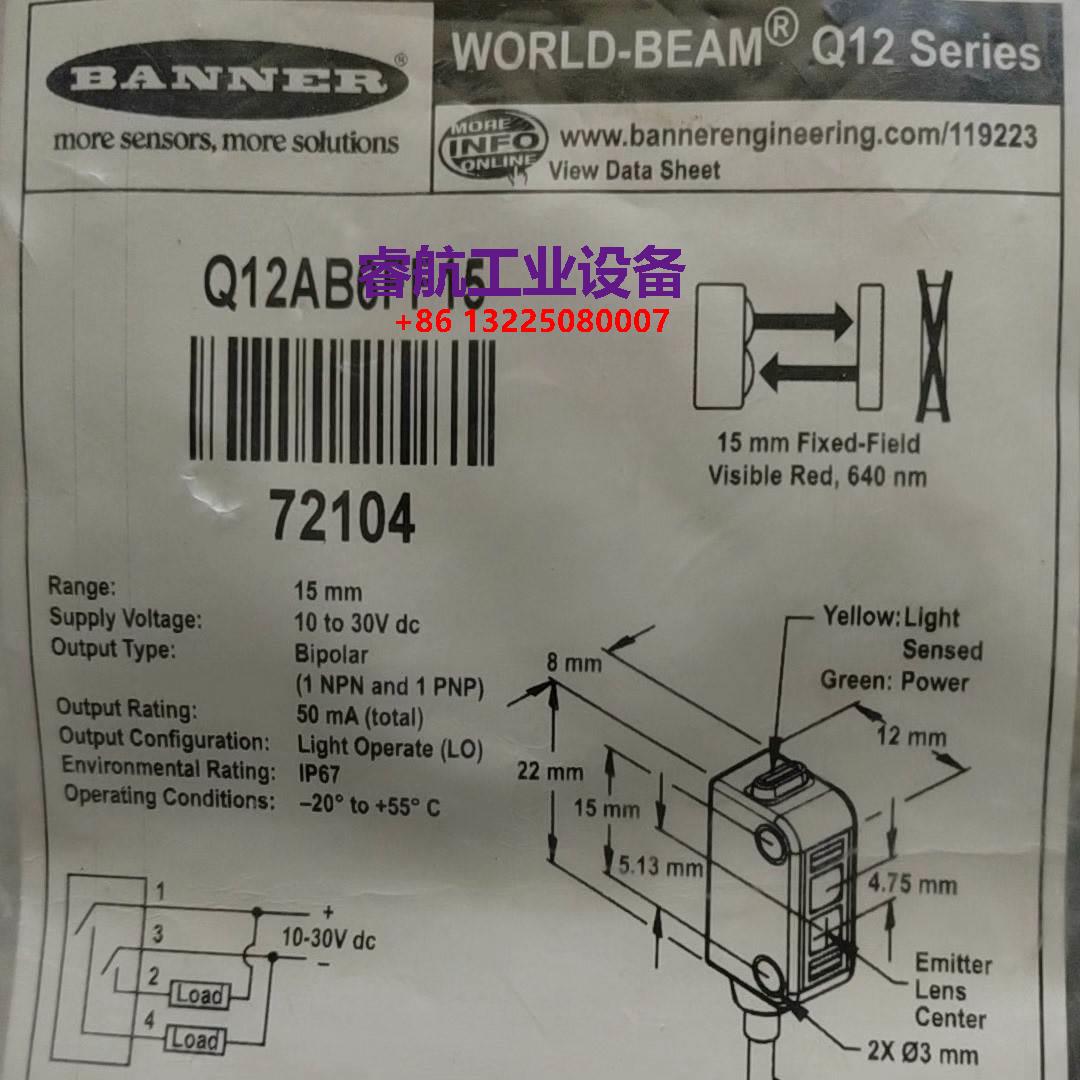 BANNER®
more sensors, more solutions
WORLD-BEAM® Q12 Series
MORE
INFO
ONLINE
www.bannerengineering.com/119223
View Data Sheet
睿航工业设备
+86 13225080007
72104
15 mm Fixed-Field
Visible Red, 640 nm
Range: 15 mm
Supply Voltage: 10 to 30V dc
Output Type: Bipolar
(1 NPN and 1 PNP)
Output Rating: 50 mA (total)
Output Configuration: Light Operate (LO)
Environmental Rating: IP67
Operating Conditions: –20° to +55° C
Yellow: Light
Sensed
Green: Power
8 mm
12 mm
22 mm
15 mm
5.13 mm
4.75 mm
Emitter
Lens
Center
2X Ø3 mm
1
+
3
10-30V dc
–
2
Load
4
Load